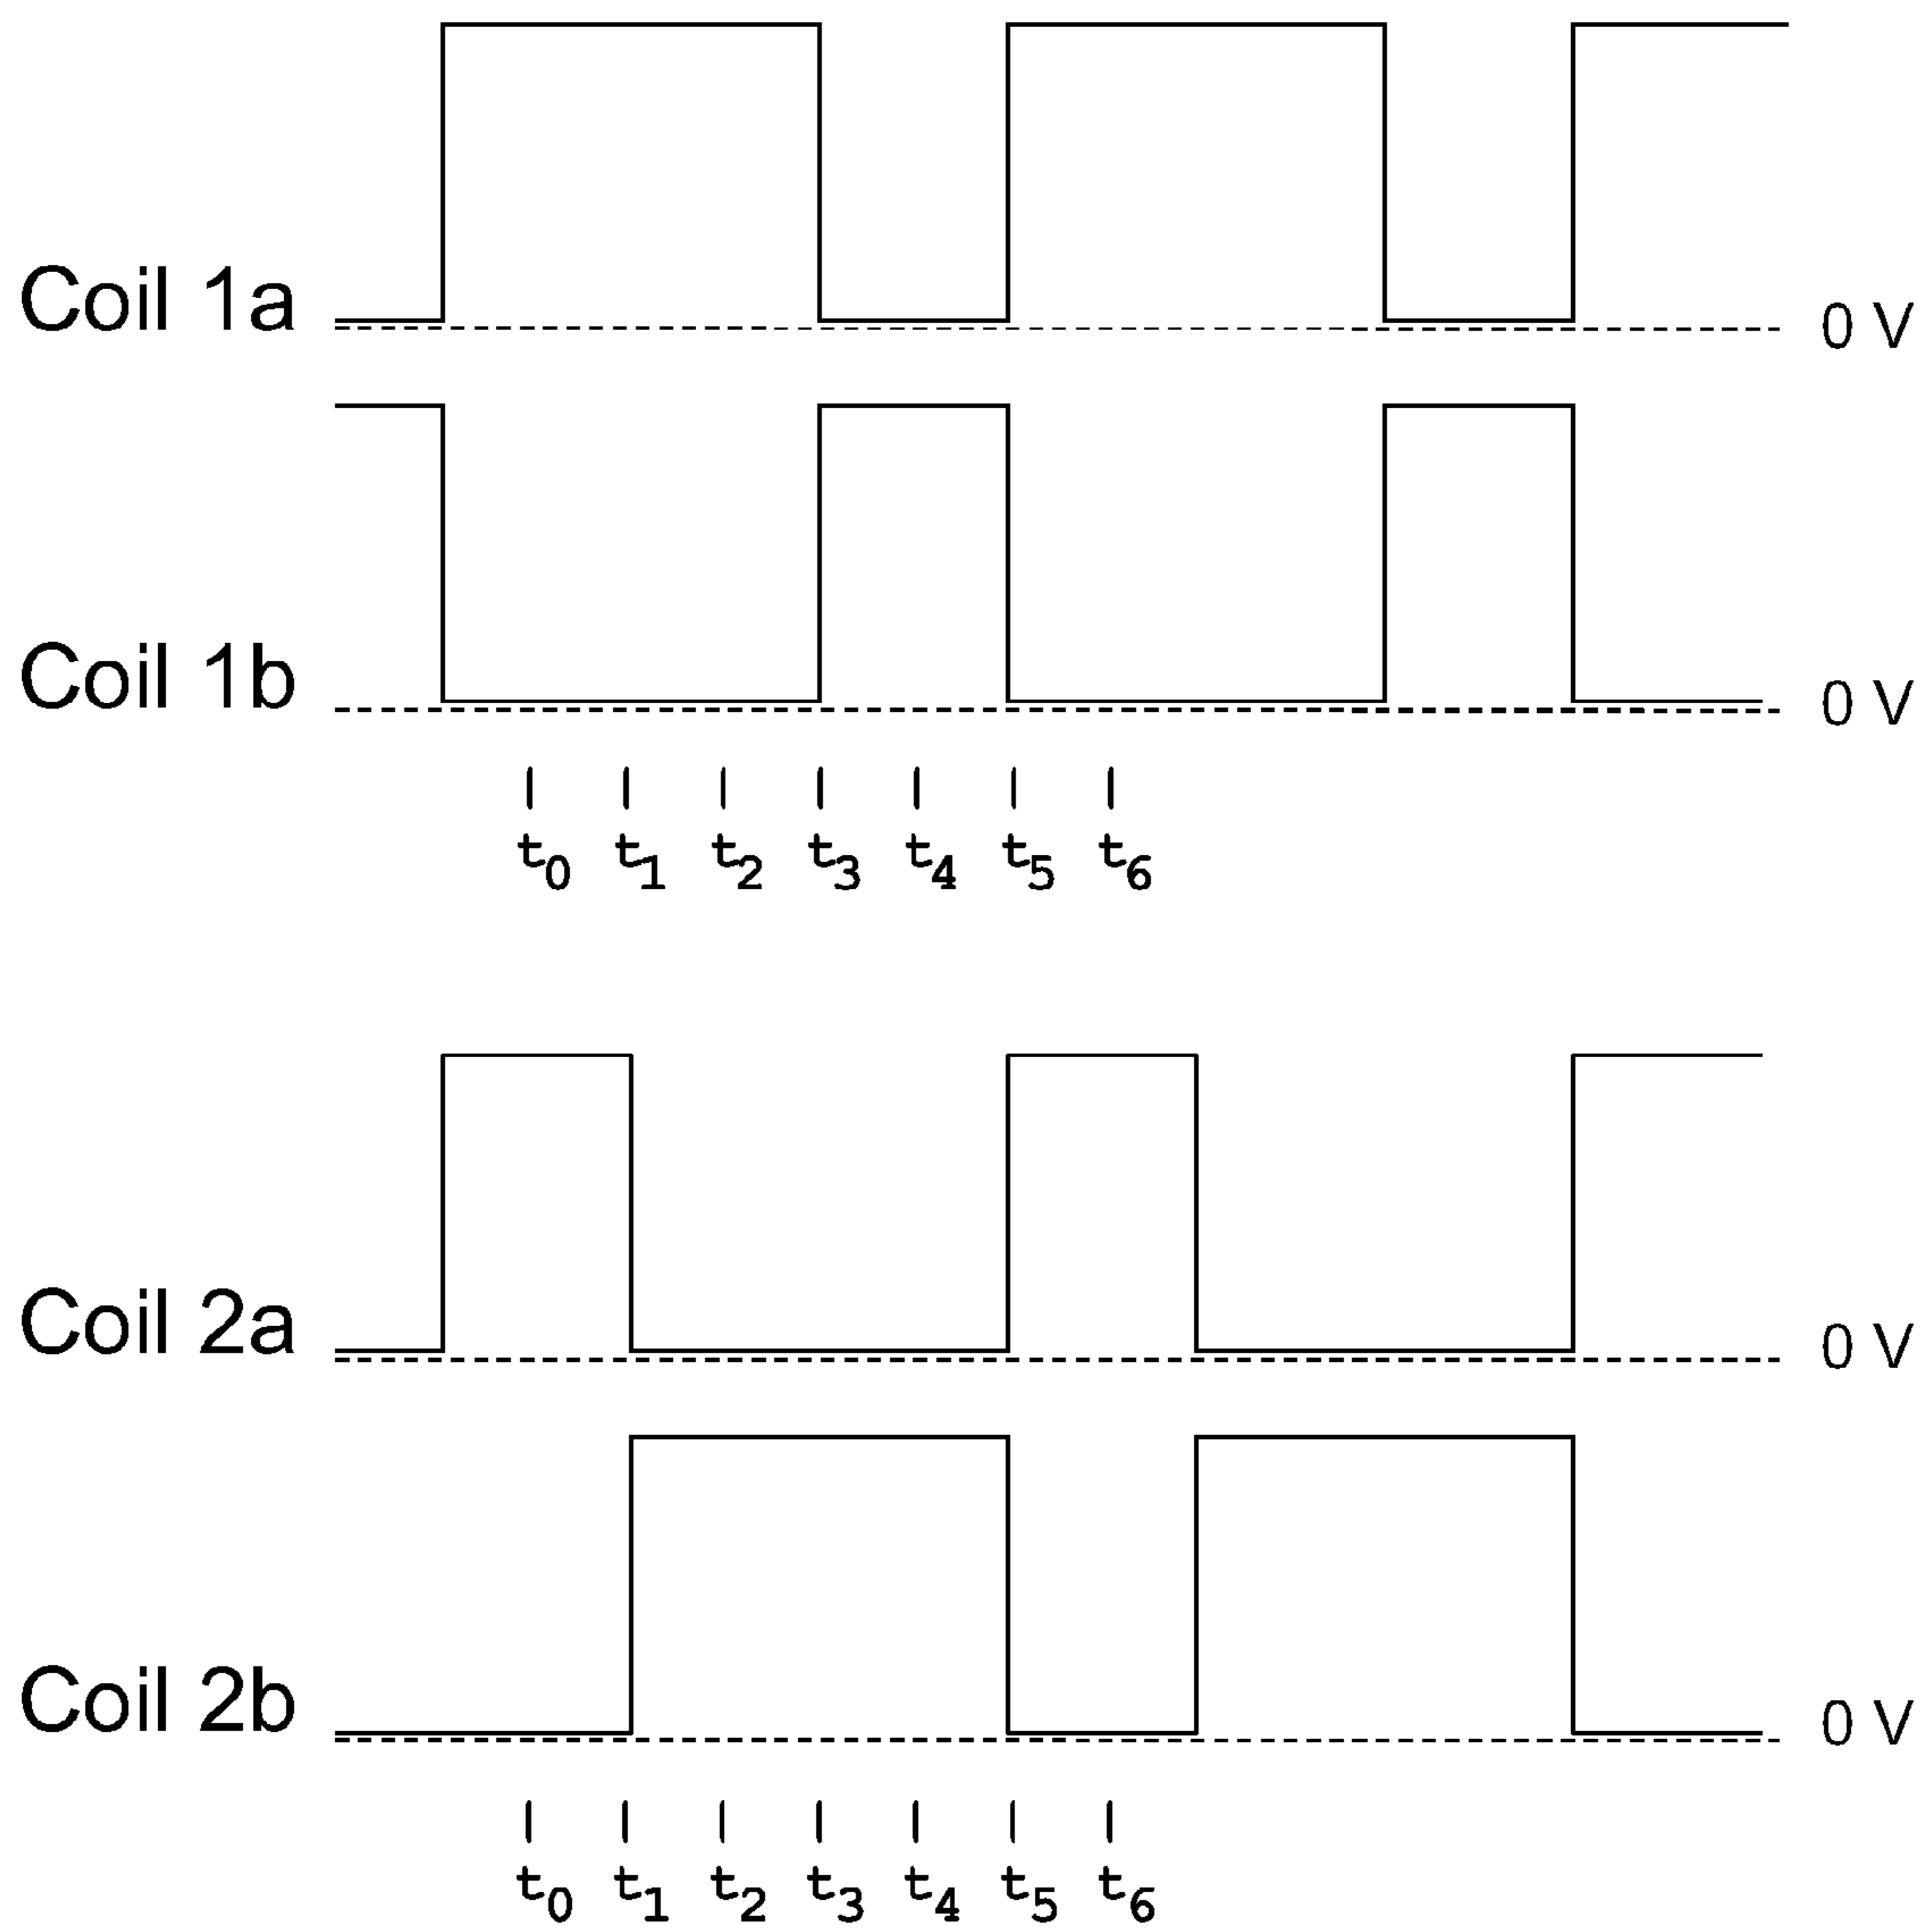 Coil 1a 0 V
Coil 1b 0 V
t0 t1 t2 t3 t4 t5 t6
Coil 2a 0 V
Coil 2b 0 V
t0 t1 t2 t3 t4 t5 t6